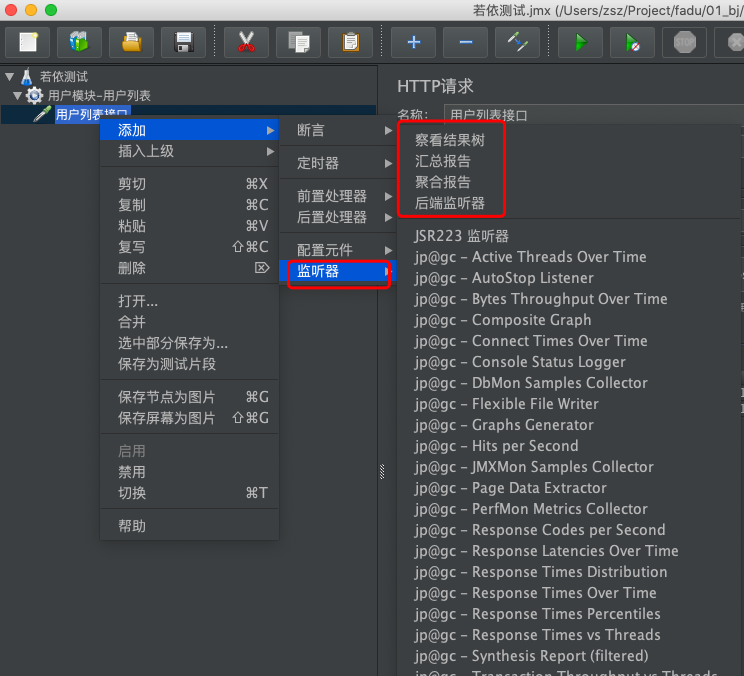 若依测试.jmx (/Users/zsz/Project/fadu/01_bj/
STOP
若依测试
用户模块-用户列表
用户列表接口
HTTP请求
名称:
用户列表接口
添加
插入上级
剪切 ⌘X
复制 ⌘C
粘贴 ⌘V
复写 ⇧⌘C
删除 ⌦
打开...
合并
选中部分保存为...
保存为测试片段
保存节点为图片 ⌘G
保存屏幕为图片 ⇧⌘G
启用
禁用
切换 ⌘T
帮助
断言
定时器
前置处理器
后置处理器
配置元件
监听器
察看结果树
汇总报告
聚合报告
后端监听器
JSR223 监听器
jp@gc - Active Threads Over Time
jp@gc - AutoStop Listener
jp@gc - Bytes Throughput Over Time
jp@gc - Composite Graph
jp@gc - Connect Times Over Time
jp@gc - Console Status Logger
jp@gc - DbMon Samples Collector
jp@gc - Flexible File Writer
jp@gc - Graphs Generator
jp@gc - Hits per Second
jp@gc - JMXMon Samples Collector
jp@gc - Page Data Extractor
jp@gc - PerfMon Metrics Collector
jp@gc - Response Codes per Second
jp@gc - Response Latencies Over Time
jp@gc - Response Times Distribution
jp@gc - Response Times Over Time
jp@gc - Response Times Percentiles
jp@gc - Response Times vs Threads
jp@gc - Synthesis Report (filtered)
jp@gc - Transaction Throughput vs Threads